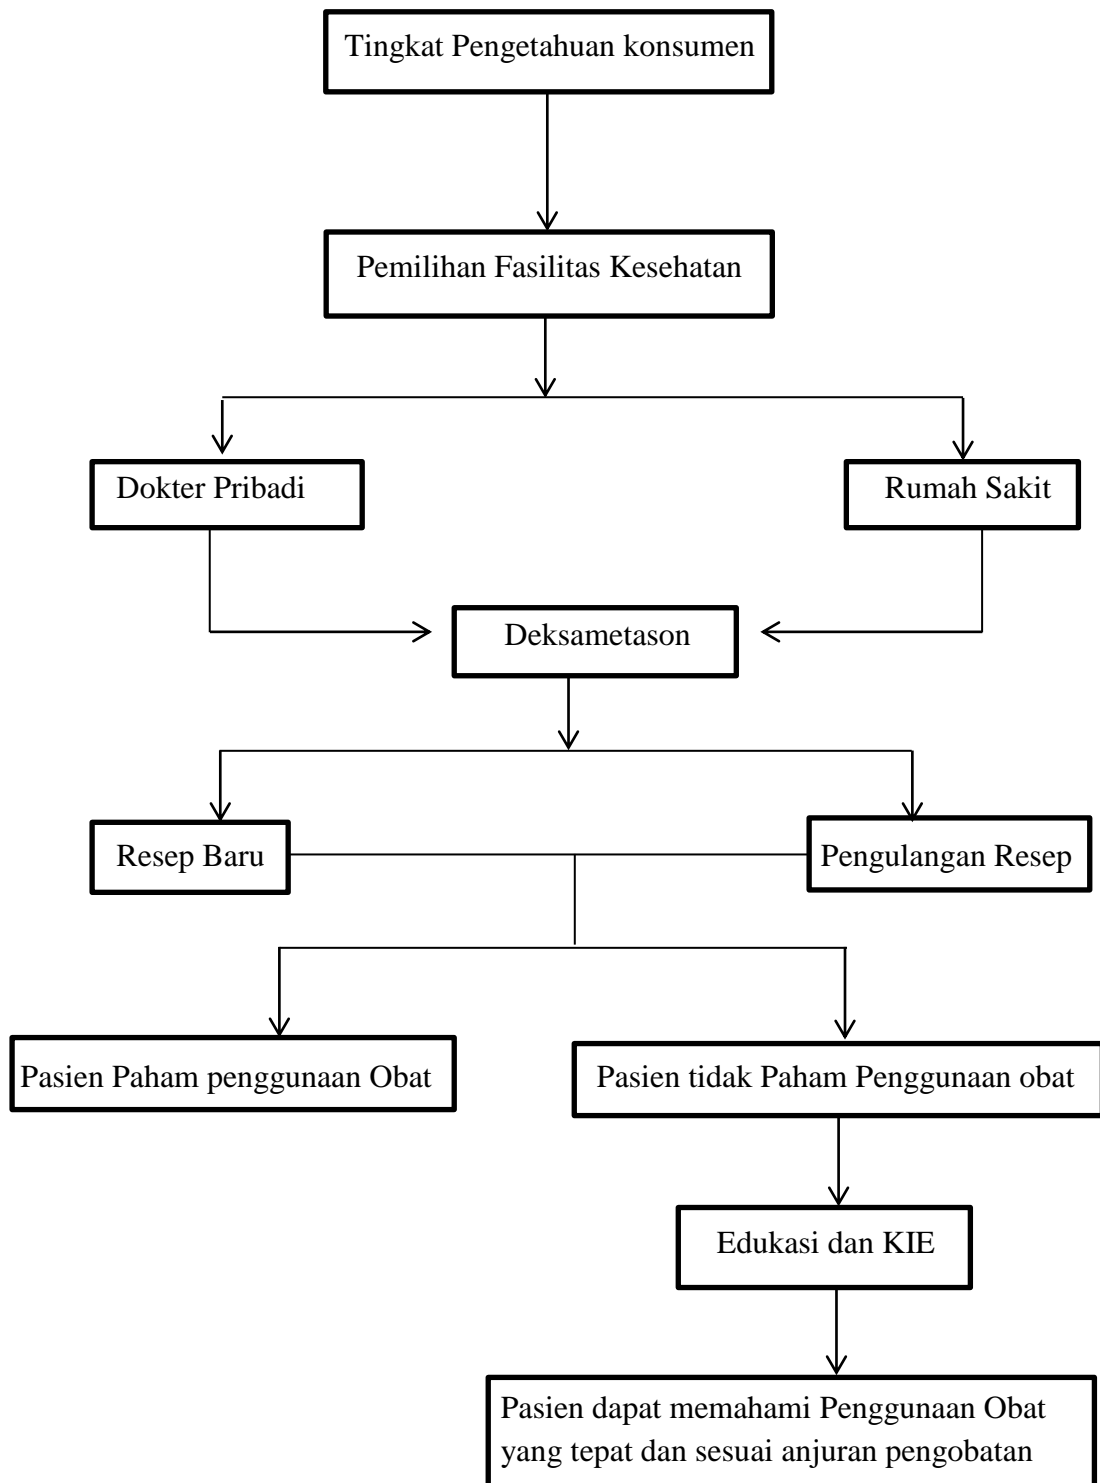 Tingkat Pengetahuan konsumen
Pemilihan Fasilitas Kesehatan
Dokter Pribadi
Rumah Sakit
Deksametason
Resep Baru
Pengulangan Resep
Pasien Paham penggunaan Obat
Pasien tidak Paham Penggunaan obat
Edukasi dan KIE
Pasien dapat memahami Penggunaan Obat
yang tepat dan sesuai anjuran pengobatan